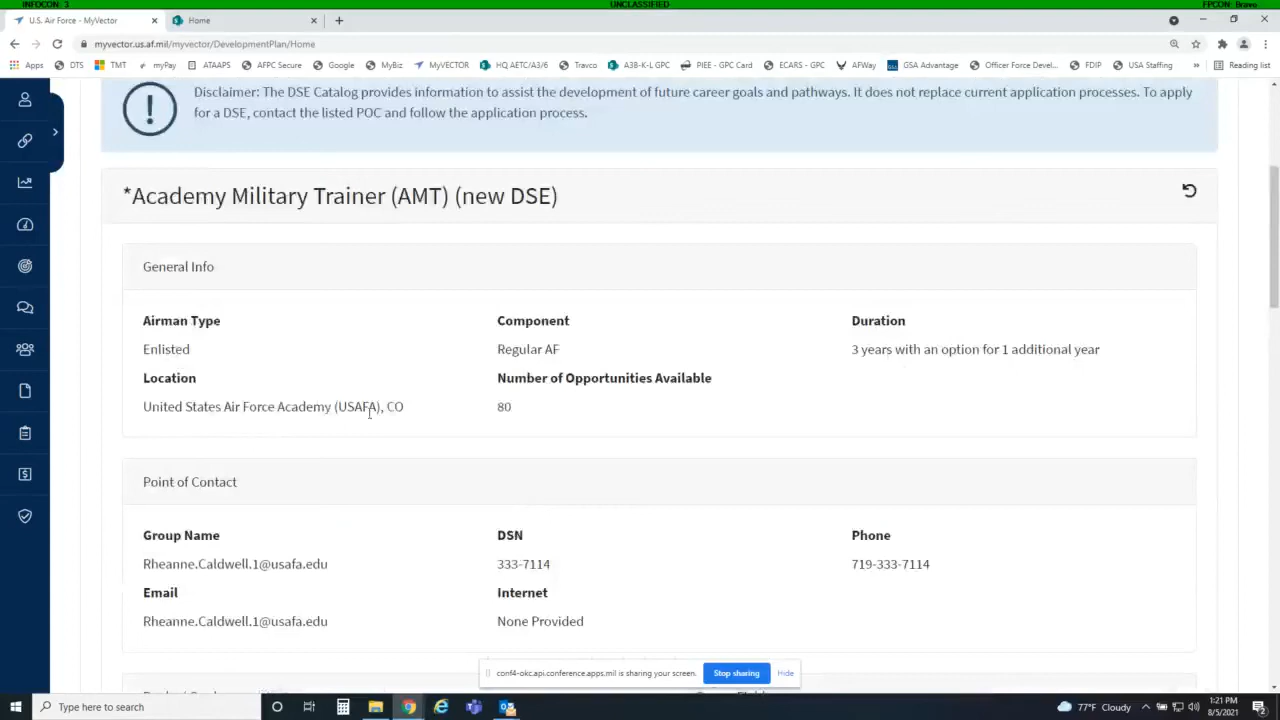 INFOCON: 3 UNCLASSIFIED FPCON: Bravo
U.S. Air Force - MyVector Home
myvector.us.af.mil/myvector/DevelopmentPlan/Home
Apps DTS TMT myPay ATAAPS AFPC Secure Google MyBiz MyVECTOR HQ AETC/A3/6 Travco A3B-K-L GPC PIEE - GPC Card ECARS - GPC AFWay GSA Advantage Officer Force Devel... FDIP USA Staffing » Reading list
Disclaimer: The DSE Catalog provides information to assist the development of future career goals and pathways. It does not replace current application processes. To apply
for a DSE, contact the listed POC and follow the application process.
*Academy Military Trainer (AMT) (new DSE)
General Info
Airman Type Component Duration
Enlisted Regular AF 3 years with an option for 1 additional year
Location Number of Opportunities Available
United States Air Force Academy (USAFA), CO 80
Point of Contact
Group Name DSN Phone
Rheanne.Caldwell.1@usafa.edu 333-7114 719-333-7114
Email Internet
Rheanne.Caldwell.1@usafa.edu None Provided
conf4-okc.api.conference.apps.mil is sharing your screen. Stop sharing Hide
Type here to search 77°F Cloudy 1:21 PM
8/5/2021